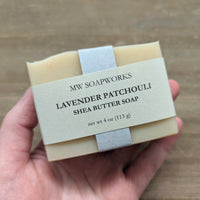 MW SOAPWORKS
LAVENDER PATCHOULI
SHEA BUTTER SOAP
net wt 4 oz (113 g)